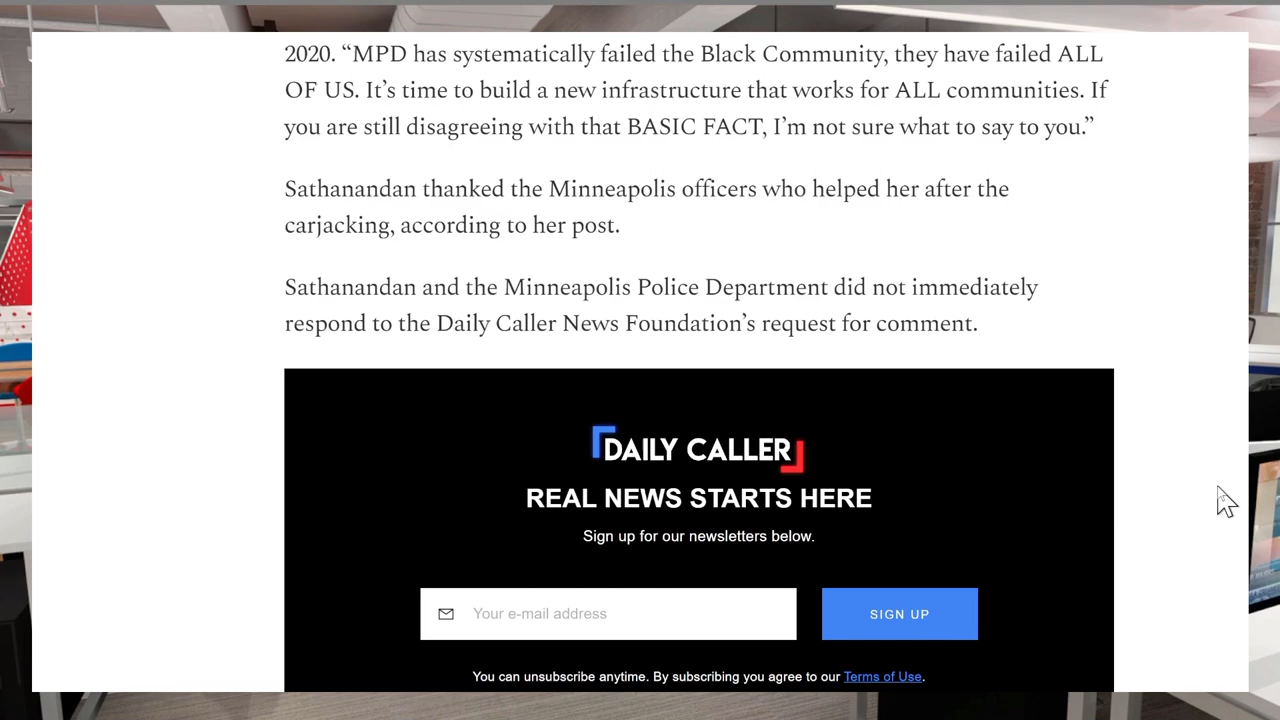 2020. “MPD has systematically failed the Black Community, they have failed ALL
OF US. It’s time to build a new infrastructure that works for ALL communities. If
you are still disagreeing with that BASIC FACT, I’m not sure what to say to you.”
Sathanandan thanked the Minneapolis officers who helped her after the
carjacking, according to her post.
Sathanandan and the Minneapolis Police Department did not immediately
respond to the Daily Caller News Foundation’s request for comment.
DAILY CALLER
REAL NEWS STARTS HERE
Sign up for our newsletters below.
Your e-mail address
SIGN UP
You can unsubscribe anytime. By subscribing you agree to our Terms of Use.